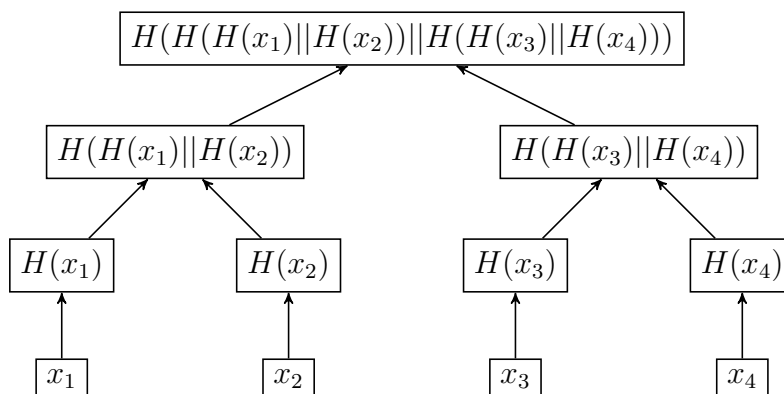 H(H(H(x₁)||H(x₂))||H(H(x₃)||H(x₄)))
H(H(x₁)||H(x₂))
H(H(x₃)||H(x₄))
H(x₁)
H(x₂)
H(x₃)
H(x₄)
x₁
x₂
x₃
x₄